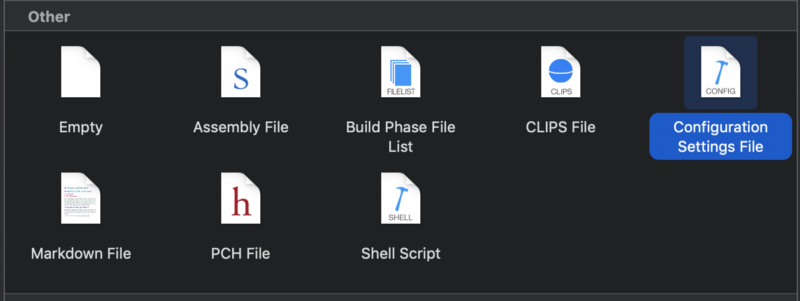 Other
S
FILELIST
CLIPS
CONFIG
Empty
Assembly File
Build Phase File
List
CLIPS File
Configuration
Settings File
h
SHELL
Markdown File
PCH File
Shell Script